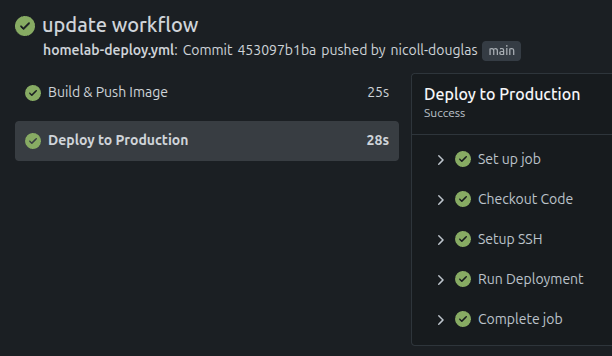 update workflow
homelab-deploy.yml: Commit 453097b1ba pushed by nicoll-douglas main
Build & Push Image 25s
Deploy to Production 28s
Deploy to Production
Success
Set up job
Checkout Code
Setup SSH
Run Deployment
Complete job